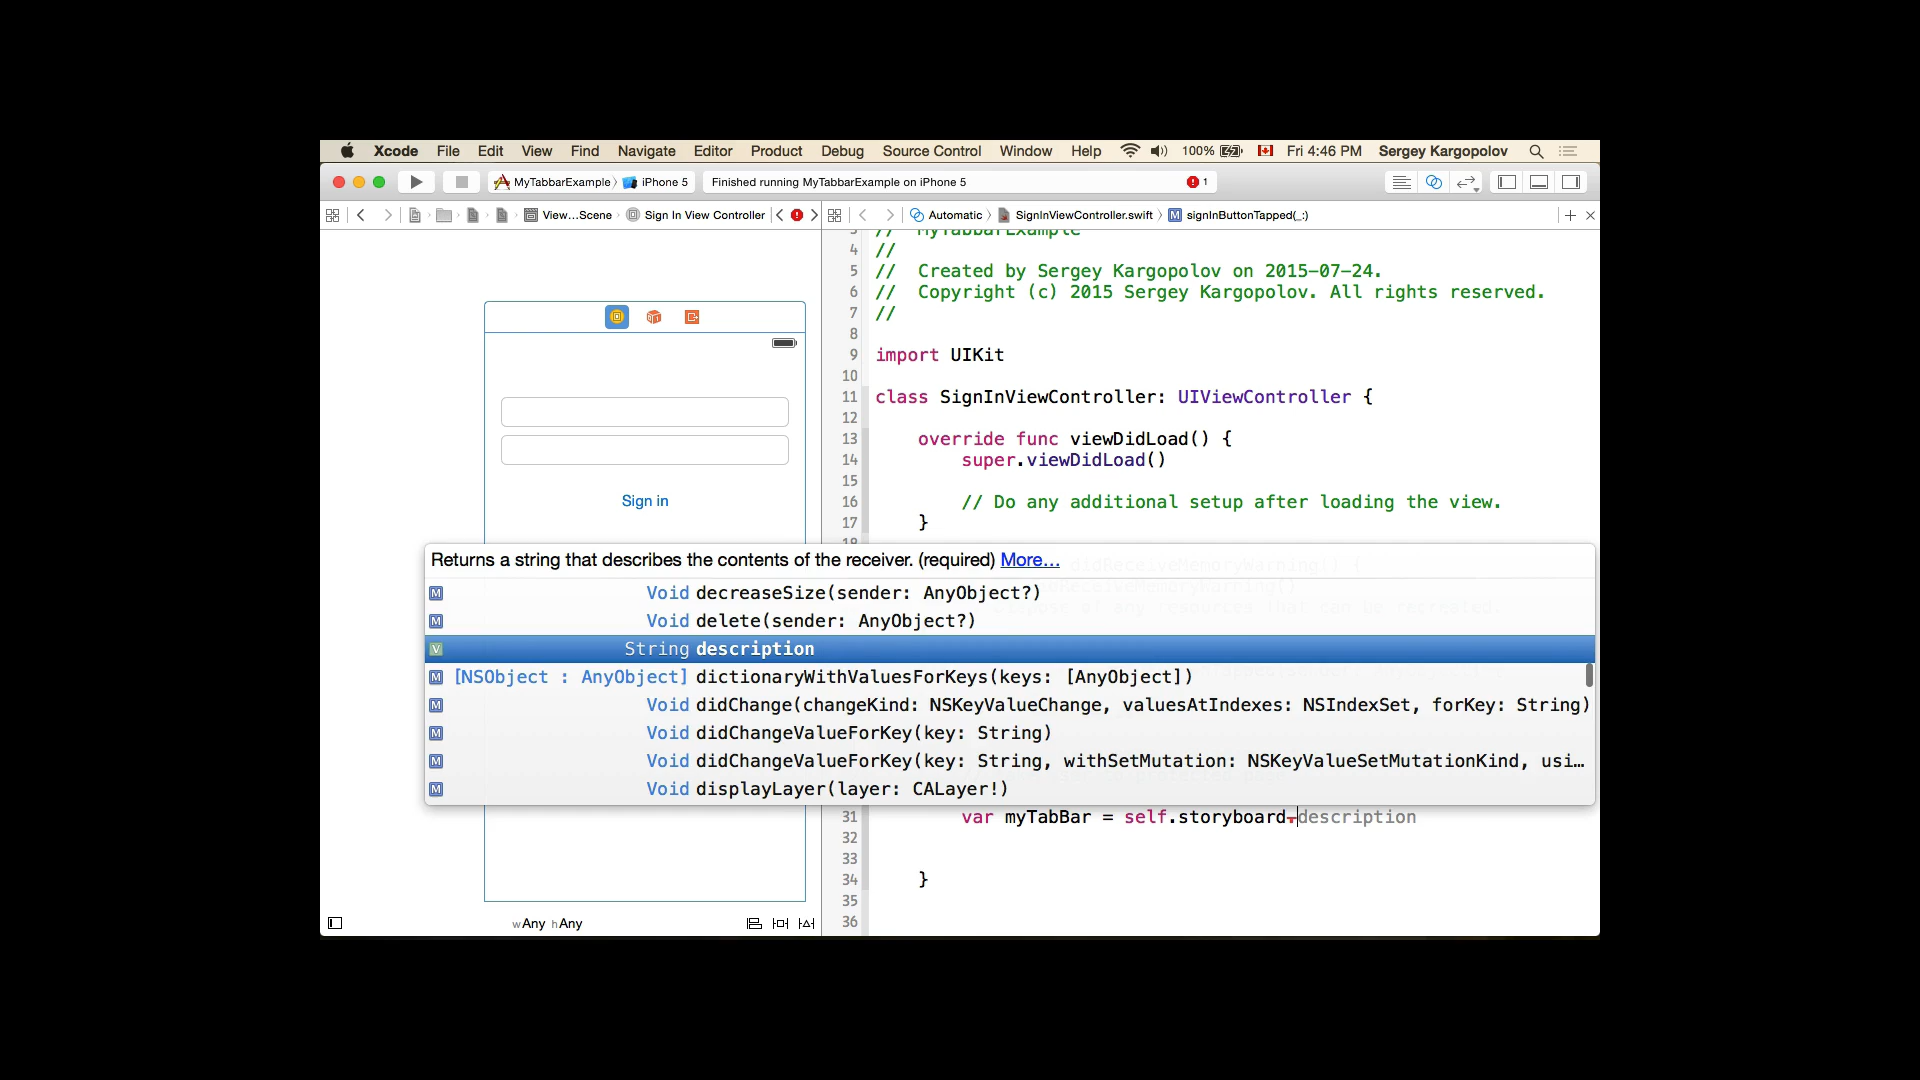 Xcode File Edit View Find Navigate Editor Product Debug Source Control Window Help 100% Fri 4:46 PM Sergey Kargopolov
MyTabbarExample iPhone 5 Finished running MyTabbarExample on iPhone 5 1
View...Scene Sign In View Controller Automatic SignInViewController.swift M signInButtonTapped(_:)
3 // MyTabbarExample
4 //
5 // Created by Sergey Kargopolov on 2015-07-24.
6 // Copyright (c) 2015 Sergey Kargopolov. All rights reserved.
7 //
8
9 import UIKit
10
11 class SignInViewController: UIViewController {
12
13 override func viewDidLoad() {
14 super.viewDidLoad()
15
16 // Do any additional setup after loading the view.
17 }
18
Sign in
Returns a string that describes the contents of the receiver. (required) More...
M Void decreaseSize(sender: AnyObject?)
M Void delete(sender: AnyObject?)
V String description
M [NSObject : AnyObject] dictionaryWithValuesForKeys(keys: [AnyObject])
M Void didChange(changeKind: NSKeyValueChange, valuesAtIndexes: NSIndexSet, forKey: String)
M Void didChangeValueForKey(key: String)
M Void didChangeValueForKey(key: String, withSetMutation: NSKeyValueSetMutationKind, usi...
M Void displayLayer(layer: CALayer!)
31 var myTabBar = self.storyboard.description
32
33
34 }
35
36
wAny hAny